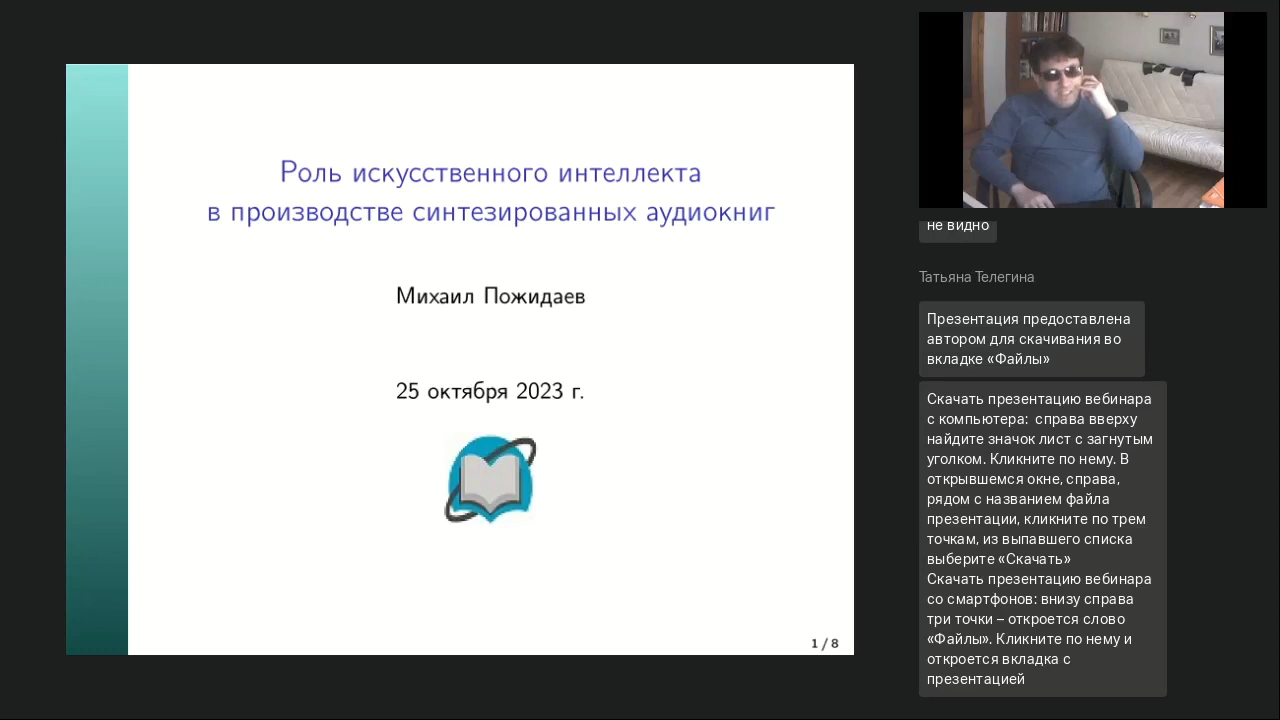 Роль искусственного интеллекта
в производстве синтезированных аудиокниг
Михаил Пожидаев
25 октября 2023 г.
1 / 8
не видно
Татьяна Телегина
Презентация предоставлена
автором для скачивания во
вкладке «Файлы»
Скачать презентацию вебинара
с компьютера: справа вверху
найдите значок лист с загнутым
уголком. Кликните по нему. В
открывшемся окне, справа,
рядом с названием файла
презентации, кликните по трем
точкам, из выпавшего списка
выберите «Скачать»
Скачать презентацию вебинара
со смартфонов: внизу справа
три точки – откроется слово
«Файлы». Кликните по нему и
откроется вкладка с
презентацией